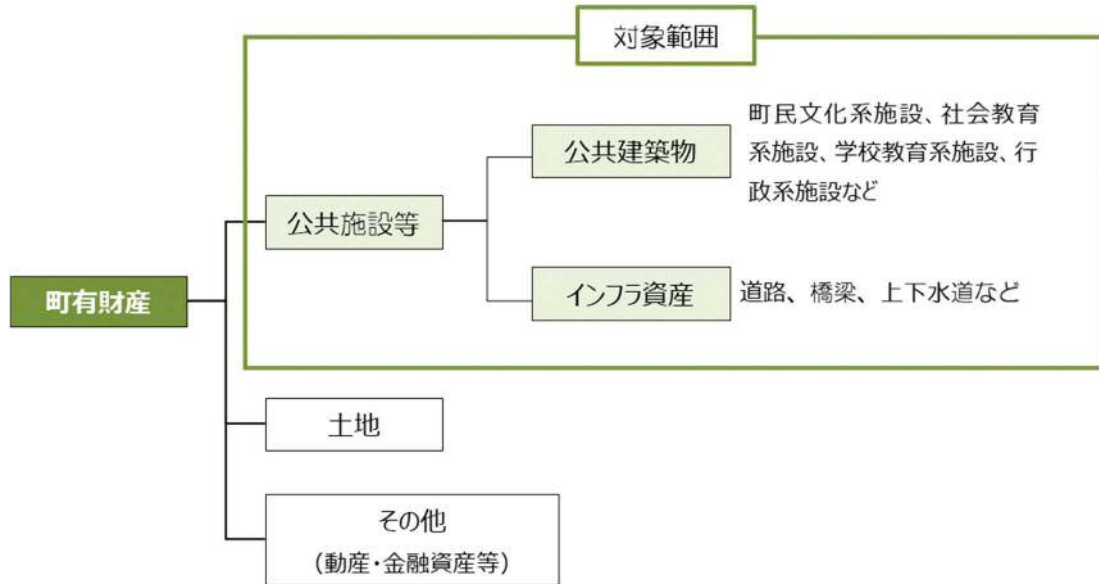 対象範囲
町民文化系施設、社会教育
系施設、学校教育系施設、行
政系施設など
公共建築物
公共施設等
インフラ資産
道路、橋梁、上下水道など
町有財産
土地
その他
（動産・金融資産等）